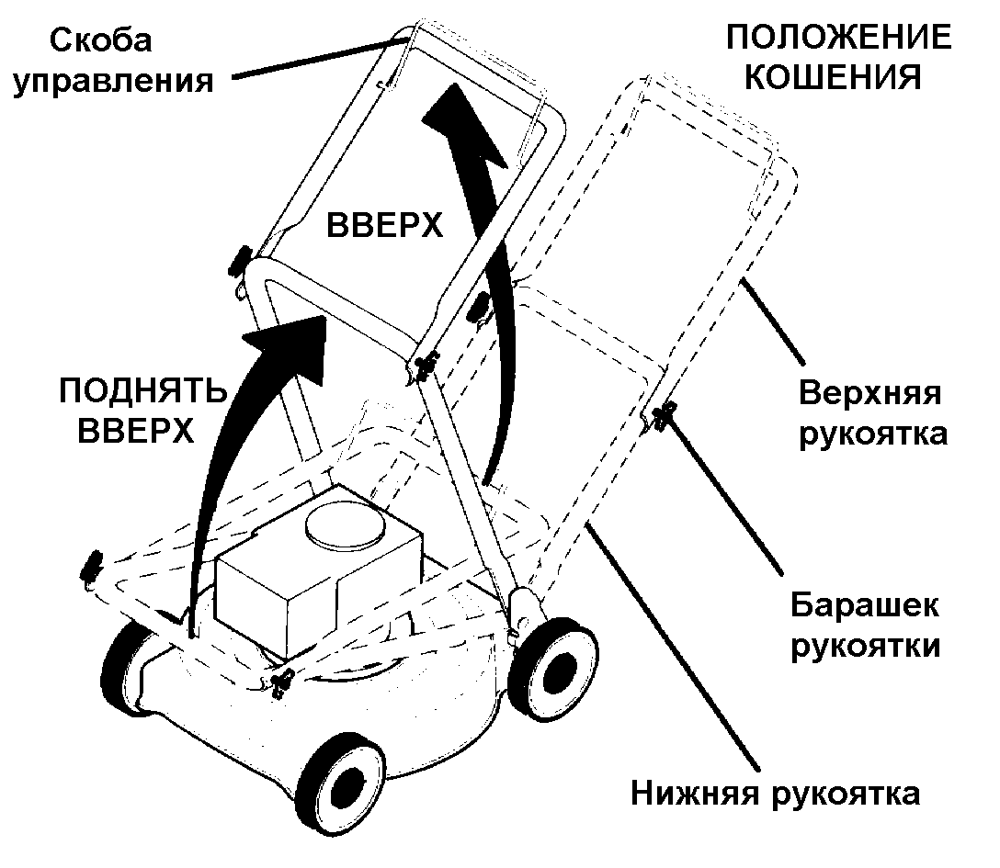 Скоба
управления
ПОЛОЖЕНИЕ
КОШЕНИЯ
ВВЕРХ
ПОДНЯТЬ
ВВЕРХ
Верхняя
рукоятка
Барашек
рукоятки
Нижняя рукоятка